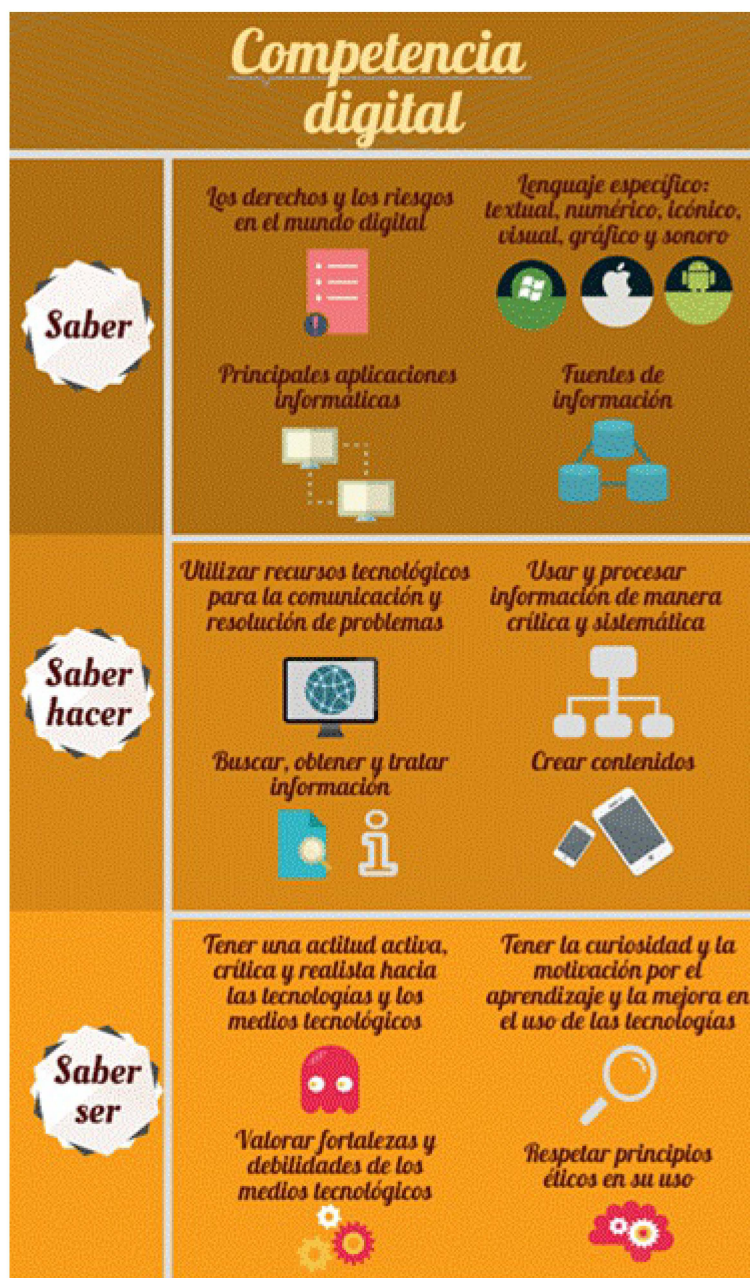 Competencia
digital
Saber
Los derechos y los riesgos
en el mundo digital
Lenguaje específico:
textual, numérico, icónico,
visual, gráfico y sonoro
Principales aplicaciones
informáticas
Fuentes de
información
Saber
hacer
Utilizar recursos tecnológicos
para la comunicación y
resolución de problemas
Usar y procesar
información de manera
crítica y sistemática
Buscar, obtener y tratar
información
Crear contenidos
Saber
ser
Tener una actitud activa,
crítica y realista hacia
las tecnologías y los
medios tecnológicos
Tener la curiosidad y la
motivación por el
aprendizaje y la mejora en
el uso de las tecnologías
Valorar fortalezas y
debilidades de los
medios tecnológicos
Respetar principios
éticos en su uso